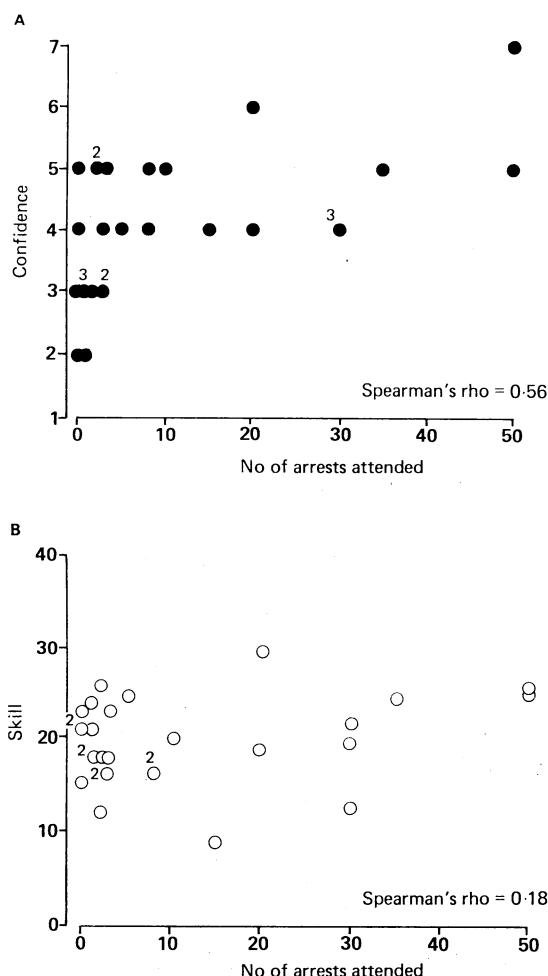 A
7
6
2
5
3
4
3 2
3
2
1
Confidence
Spearman's rho = 0·56
0 10 20 30 40 50
No of arrests attended
B
40
30
2
20
2 2
2
10
0
Skill
Spearman's rho = 0·18
0 10 20 30 40 50
No of arrests attended